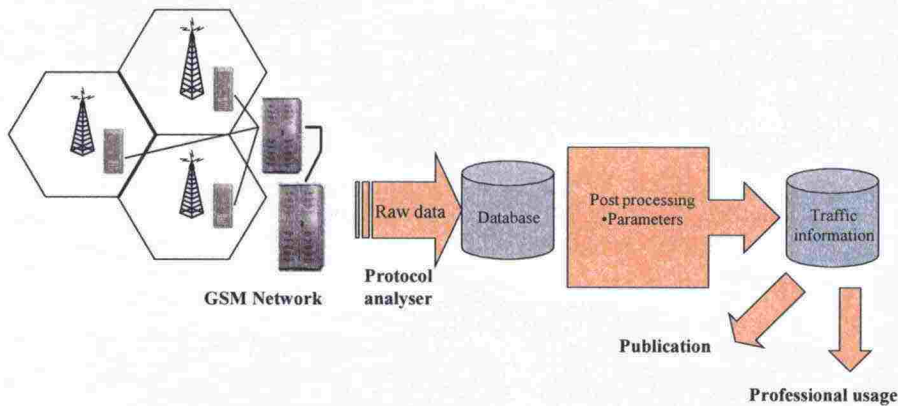 GSM Network
Raw data
Protocol
analyser
Database
Post processing
•Parameters
Traffic
information
Publication
Professional usage